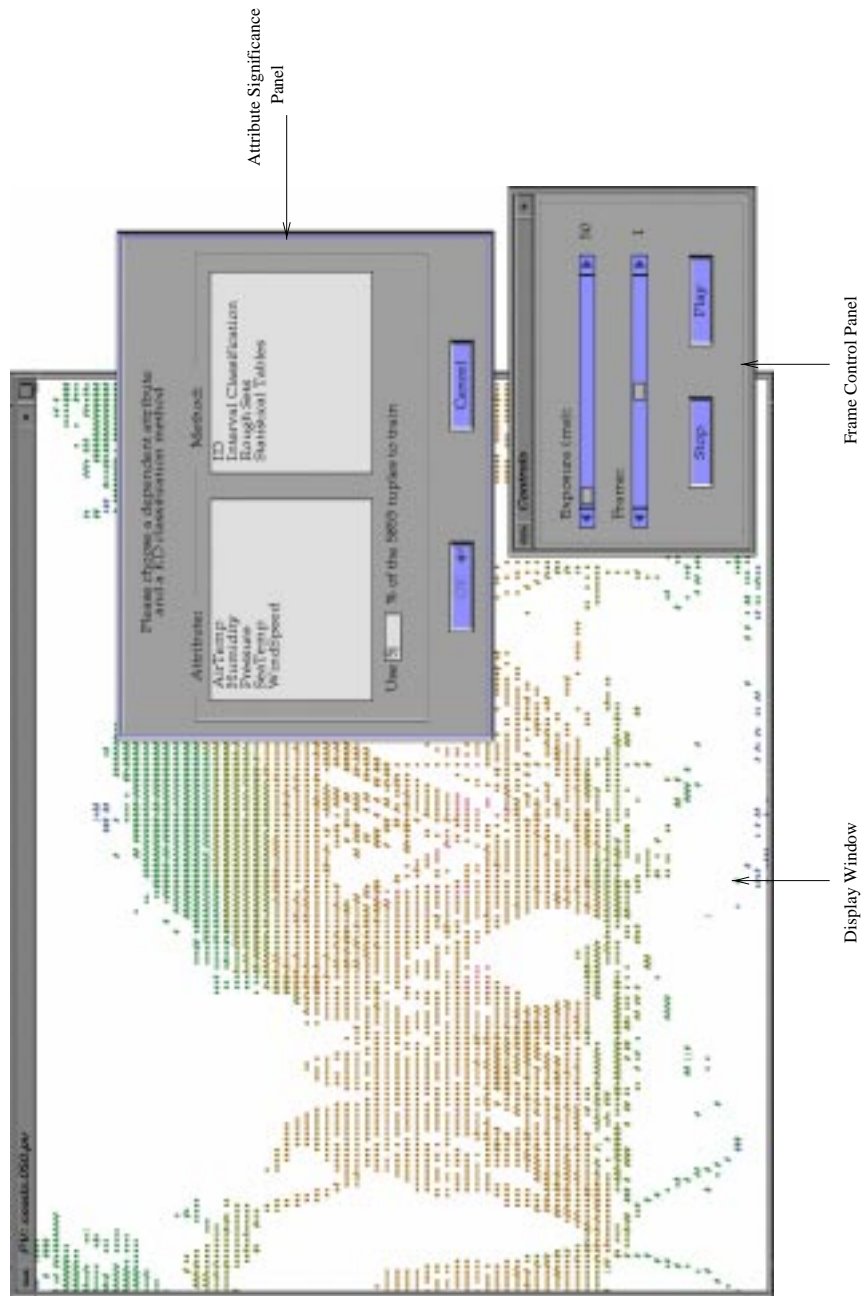 Attribute Significance
Panel
Please choose a dependent attribute
and a KD classification method
Attribute:
AirTemp
Humidity
Pressure
SeaTemp
WindSpeed
Method:
ID
Interval Classification
Rough Sets
Statistical Tables
Use 5 % of the tuples to train
Cancel
Controls
Exposure (ms):
50
Frame:
1
Stop
Play
Frame Control Panel
Display Window